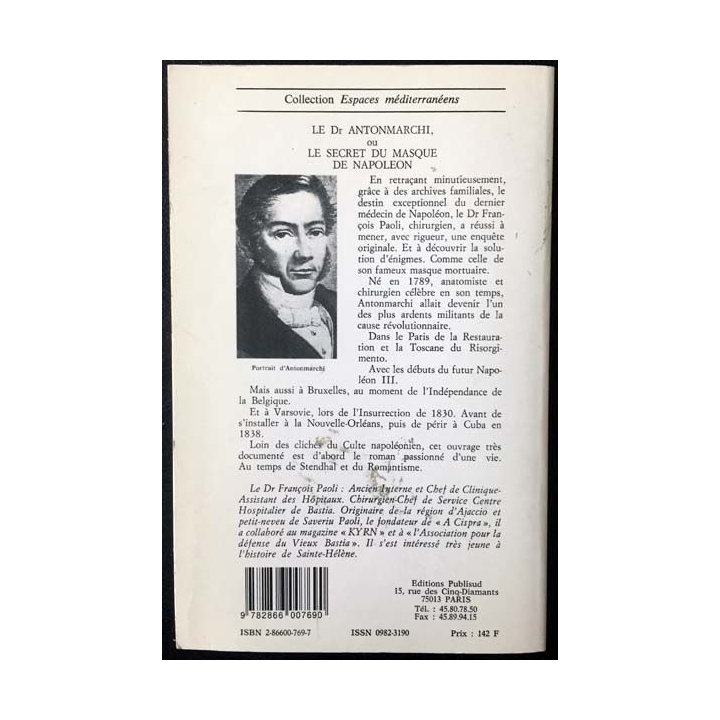 Collection Espaces méditerranéens
LE Dr ANTONMARCHI,
ou
LE SECRET DU MASQUE
DE NAPOLEON
En retraçant minutieusement,
grâce à des archives familiales, le
destin exceptionnel du dernier
médecin de Napoléon, le Dr Fran-
çois Paoli, chirurgien, a réussi à
mener, avec rigueur, une enquête
originale. Et à découvrir la solu-
tion d'énigmes. Comme celle de
son fameux masque mortuaire.
Né en 1789, anatomiste et
chirurgien célèbre en son temps,
Antonmarchi allait devenir l'un
des plus ardents militants de la
cause révolutionnaire.
Dans le Paris de la Restaura-
tion et la Toscane du Risorgi-
mento.
Avec les débuts du futur Napo-
léon III.
Portrait d'Antonmarchi
Mais aussi à Bruxelles, au moment de l'Indépendance de
la Belgique.
Et à Varsovie, lors de l'Insurrection de 1830. Avant de
s'installer à la Nouvelle-Orléans, puis de périr à Cuba en
1838.
Loin des clichés du Culte napoléonien, cet ouvrage très
documenté est d'abord le roman passionné d'une vie.
Au temps de Stendhal et du Romantisme.
Le Dr François Paoli : Ancien Interne et Chef de Clinique-
Assistant des Hôpitaux. Chirurgien-Chef de Service Centre
Hospitalier de Bastia. Originaire de la région d'Ajaccio et
petit-neveu de Saveriu Paoli, le fondateur de « A Cispra », il
a collaboré au magazine « KYRN » et à « l'Association pour la
défense du Vieux Bastia ». Il s'est intéressé très jeune à
l'histoire de Sainte-Hélène.
Editions Publisud
15, rue des Cinq-Diamants
75013 PARIS
Tél. : 45.80.78.50
Fax : 45.89.94.15
9 782866 007690
ISBN 2-86600-769-7 ISSN 0982-3190 Prix : 142 F